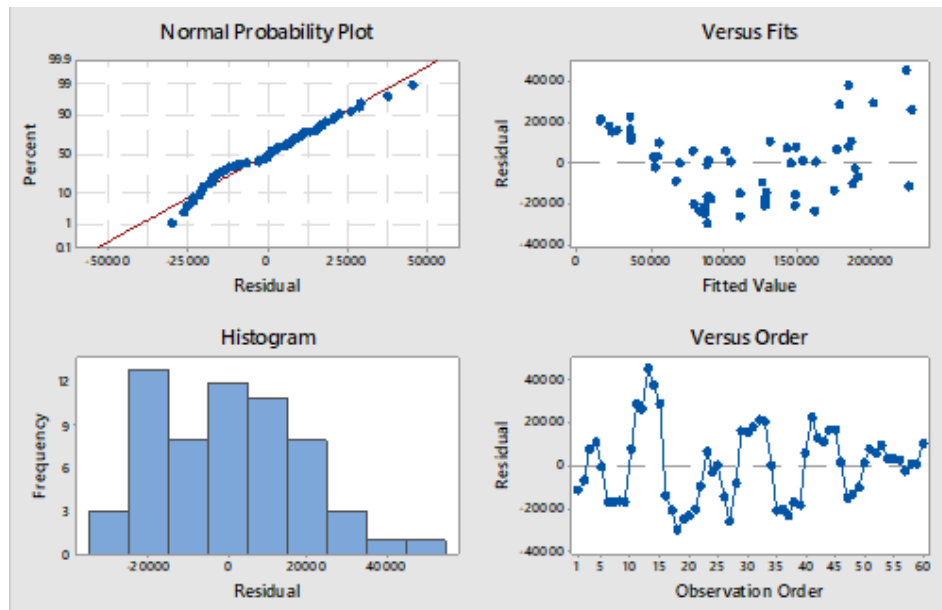 Normal Probability Plot
99.9
99
90
50
10
1
0.1
Percent
-50000 -25000 0 25000 50000
Residual
Versus Fits
40000
20000
0
-20000
-40000
Residual
0 50000 100000 150000 200000
Fitted Value
Histogram
12
9
6
3
0
Frequency
-20000 0 20000 40000
Residual
Versus Order
40000
20000
0
-20000
-40000
Residual
1 5 10 15 20 25 30 35 40 45 50 55 60
Observation Order